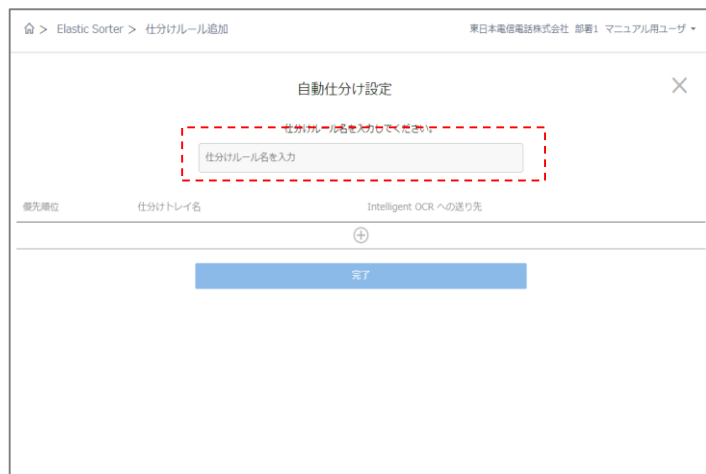 > Elastic Sorter > 仕分けルール追加
東日本電信電話株式会社 部署1 マニュアル用ユーザ
自動仕分け設定
仕分けルール名を入力してください。
仕分けルール名を入力
優先順位 仕分けトレイ名 Intelligent OCR への送り先
完了